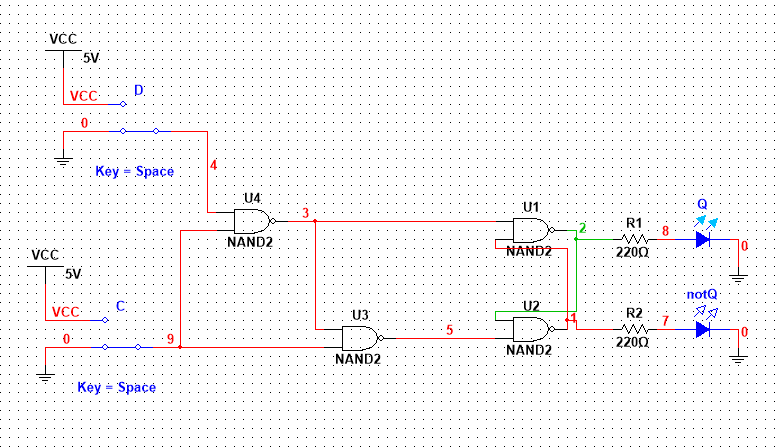 VCC
5V
VCC
D
0
Key = Space
4
U4
3
NAND2
U1
2
NAND2
R1
8
220Ω
Q
0
VCC
5V
VCC
C
0
9
Key = Space
U3
5
NAND2
U2
1
NAND2
R2
7
220Ω
notQ
0